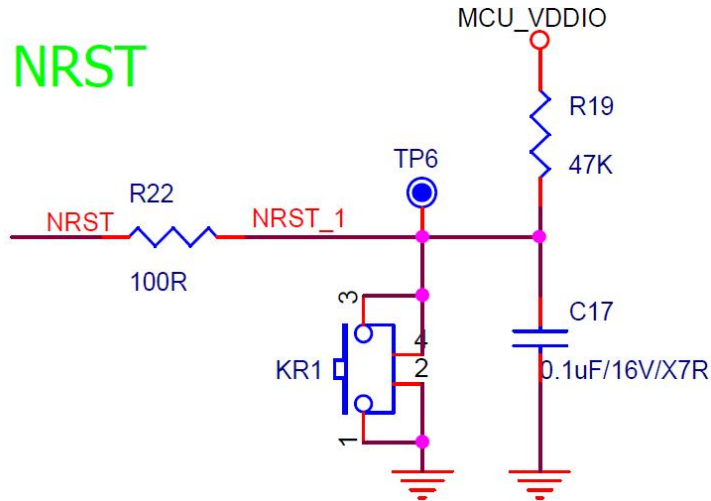 MCU_VDDIO
NRST
R19
47K
TP6
R22
NRST
NRST_1
100R
3
4
2
1
KR1
C17
0.1uF/16V/X7R